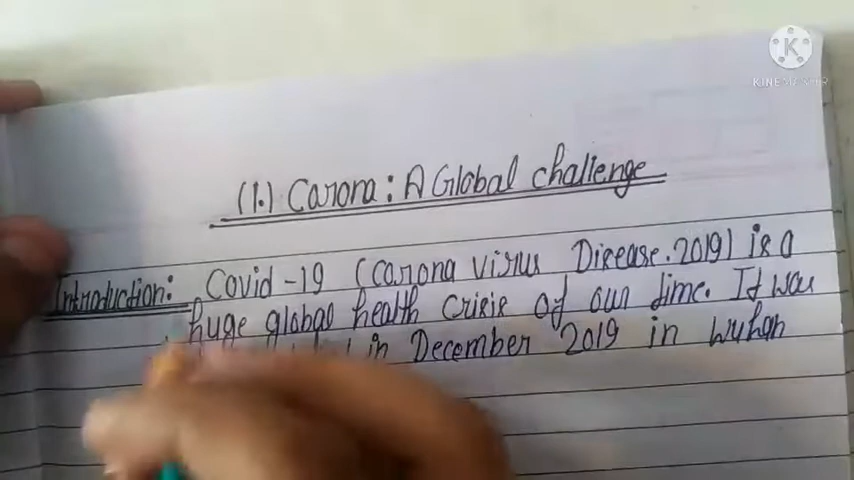 KINEMASTER
(1.) Carona: A Global challenge
Introduction: Covid-19 (carona virus Disease. 2019) is a
huge global health crisis of our time. It was
in December 2019 in wuhan